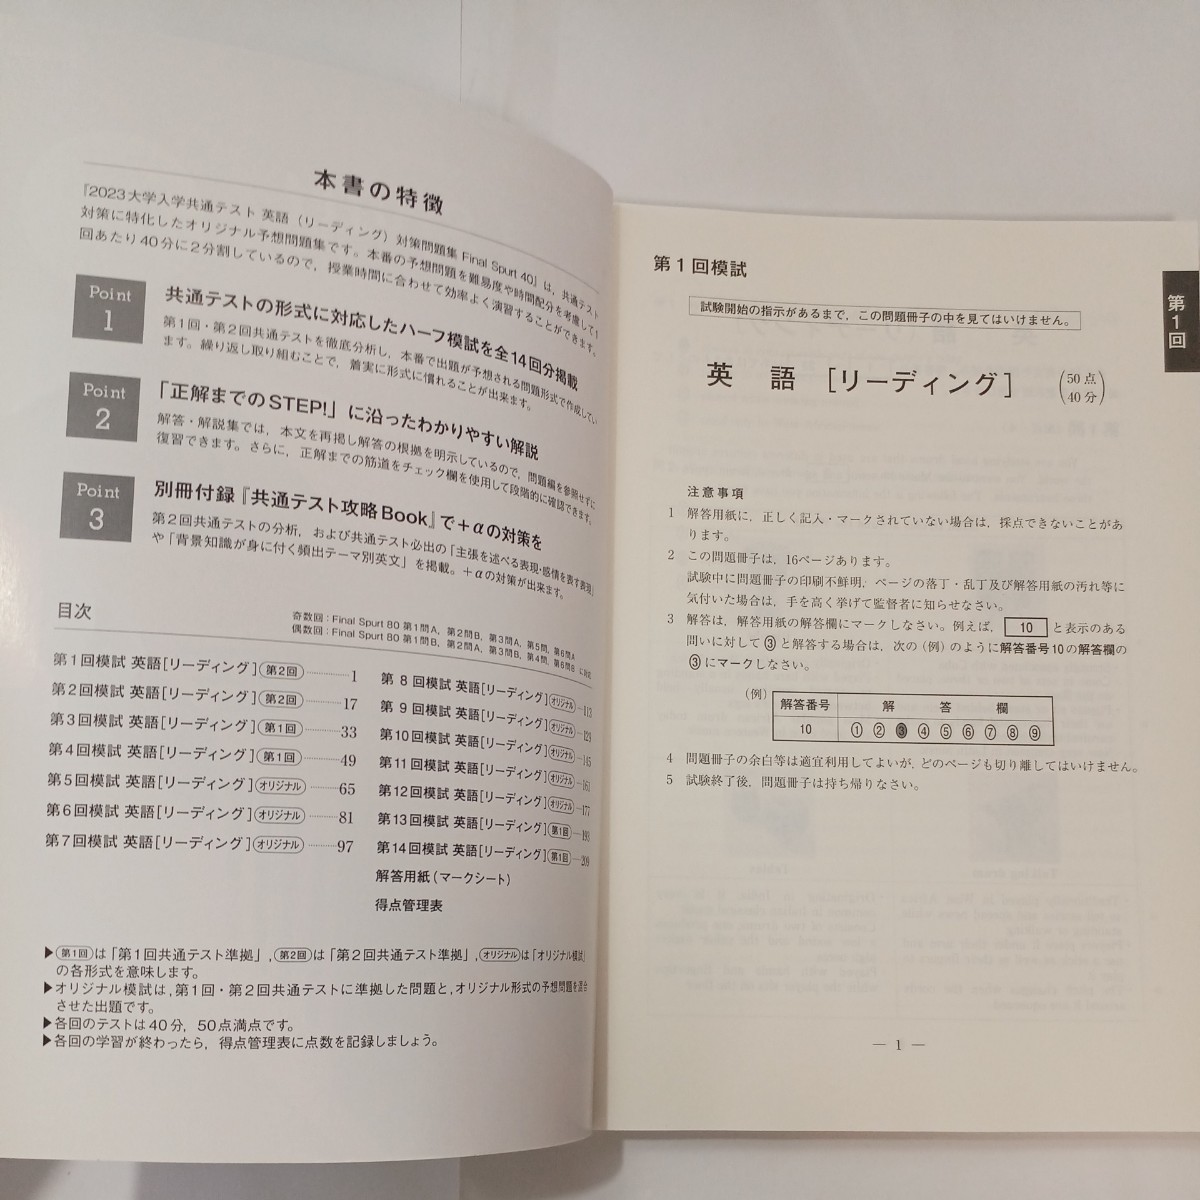 本書の特徴
『2023大学入学共通テスト 英語（リーディング）対策問題集 Final Spurt 40』は，共通テスト
対策に特化したオリジナル予想問題集です。本番の予想問題を難易度や時間配分を考慮して1
回あたり40分に2分割しているので，授業時間に合わせて効率よく演習することができます。
Point 1
共通テストの形式に対応したハーフ模試を全14回分掲載
第1回・第2回共通テストを徹底分析し，本番で出題が予想される問題形式で作成してい
ます。繰り返し取り組むことで，着実に形式に慣れることが出来ます。
Point 2
「正解までのSTEP!」に沿ったわかりやすい解説
解答・解説集では，本文を再掲し解答の根拠を明示しているので，問題編を参照せずに
復習できます。さらに，正解までの筋道をチェック欄を使用して段階的に確認できます。
Point 3
別冊付録『共通テスト攻略Book』で+αの対策を
第2回共通テストの分析，および共通テスト必出の「主張を述べる表現・感情を表す表現」
や「背景知識が身に付く頻出テーマ別英文」を掲載。+αの対策が出来ます。
目次
奇数回：Final Spurt 80 第1問A，第2問B，第3問A，第5問，第6問A
偶数回：Final Spurt 80 第1問B，第2問A，第3問B，第4問，第6問B に対応
第1回模試 英語[リーディング] 第2回 ………… 1
第2回模試 英語[リーディング] 第2回 ………… 17
第3回模試 英語[リーディング] 第1回 ………… 33
第4回模試 英語[リーディング] 第1回 ………… 49
第5回模試 英語[リーディング] オリジナル ……… 65
第6回模試 英語[リーディング] オリジナル ……… 81
第7回模試 英語[リーディング] オリジナル ……… 97
第8回模試 英語[リーディング] オリジナル …113
第9回模試 英語[リーディング] オリジナル …129
第10回模試 英語[リーディング] オリジナル …145
第11回模試 英語[リーディング] オリジナル …161
第12回模試 英語[リーディング] オリジナル …177
第13回模試 英語[リーディング] 第1回 …193
第14回模試 英語[リーディング] 第1回 …209
解答用紙（マークシート）
得点管理表
▶第1回は「第1回共通テスト準拠」，第2回は「第2回共通テスト準拠」，オリジナルは「オリジナル模試」
の各形式を意味します。
▶オリジナル模試は，第1回・第2回共通テストに準拠した問題と，オリジナル形式の予想問題を混合
させた出題です。
▶各回のテストは40分，50点満点です。
▶各回の学習が終わったら，得点管理表に点数を記録しましょう。
第1回模試
第1回
試験開始の指示があるまで，この問題冊子の中を見てはいけません。
英 語 [リーディング] (50点 40分)
注意事項
1 解答用紙に，正しく記入・マークされていない場合は，採点できないことがあ
ります。
2 この問題冊子は，16ページあります。
試験中に問題冊子の印刷不鮮明，ページの落丁・乱丁及び解答用紙の汚れ等に
気付いた場合は，手を高く挙げて監督者に知らせなさい。
3 解答は，解答用紙の解答欄にマークしなさい。例えば， 10 と表示のある
問いに対して③と解答する場合は，次の（例）のように解答番号10の解答欄の
③にマークしなさい。
（例）
解答番号 解 答 欄
10 ① ② ③ ④ ⑤ ⑥ ⑦ ⑧ ⑨
4 問題冊子の余白等は適宜利用してよいが，どのページも切り離してはいけません。
5 試験終了後，問題冊子は持ち帰りなさい。
― 1 ―